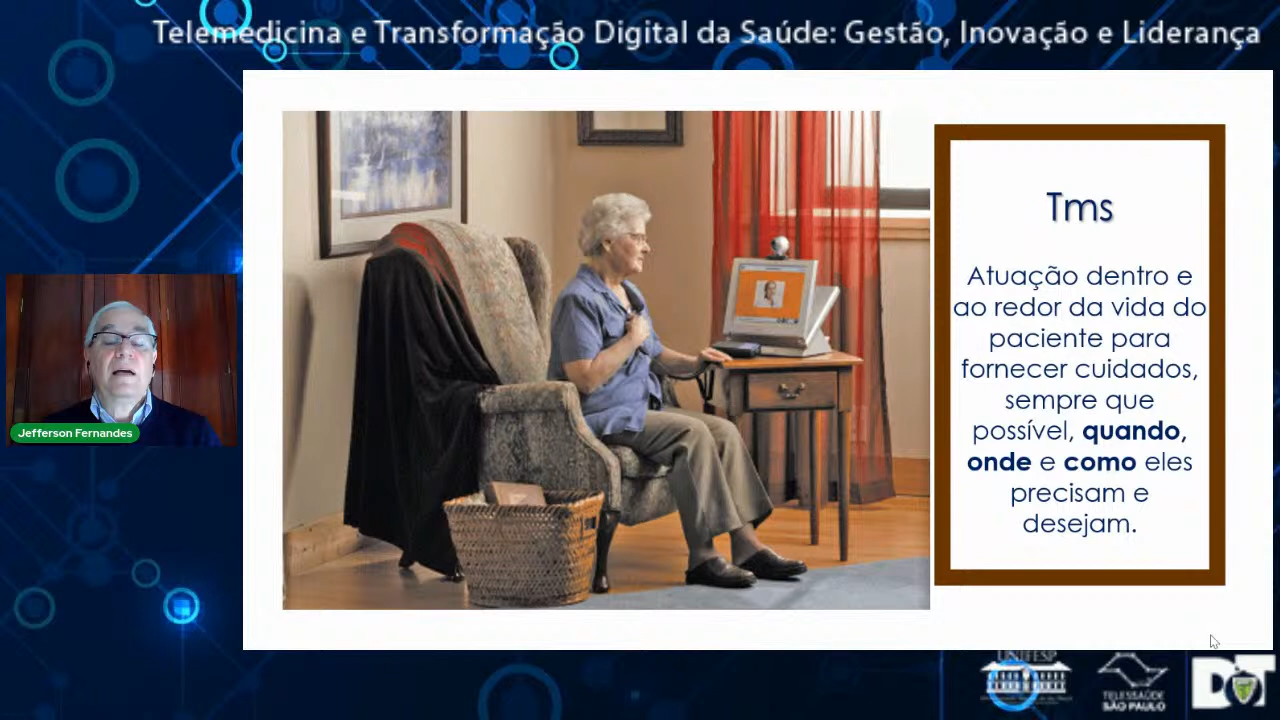 Telemedicina e Transformação Digital da Saúde: Gestão, Inovação e Liderança
Tms
Atuação dentro e
ao redor da vida do
paciente para
fornecer cuidados,
sempre que
possível, quando,
onde e como eles
precisam e
desejam.
Jefferson Fernandes
UNIFESP
TELESSAÚDE
SÃO PAULO